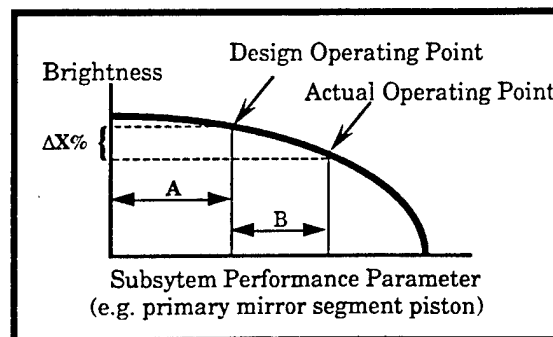 Design Operating Point
Brightness
Actual Operating Point
ΔX%
A
B
Subsytem Performance Parameter
(e.g. primary mirror segment piston)